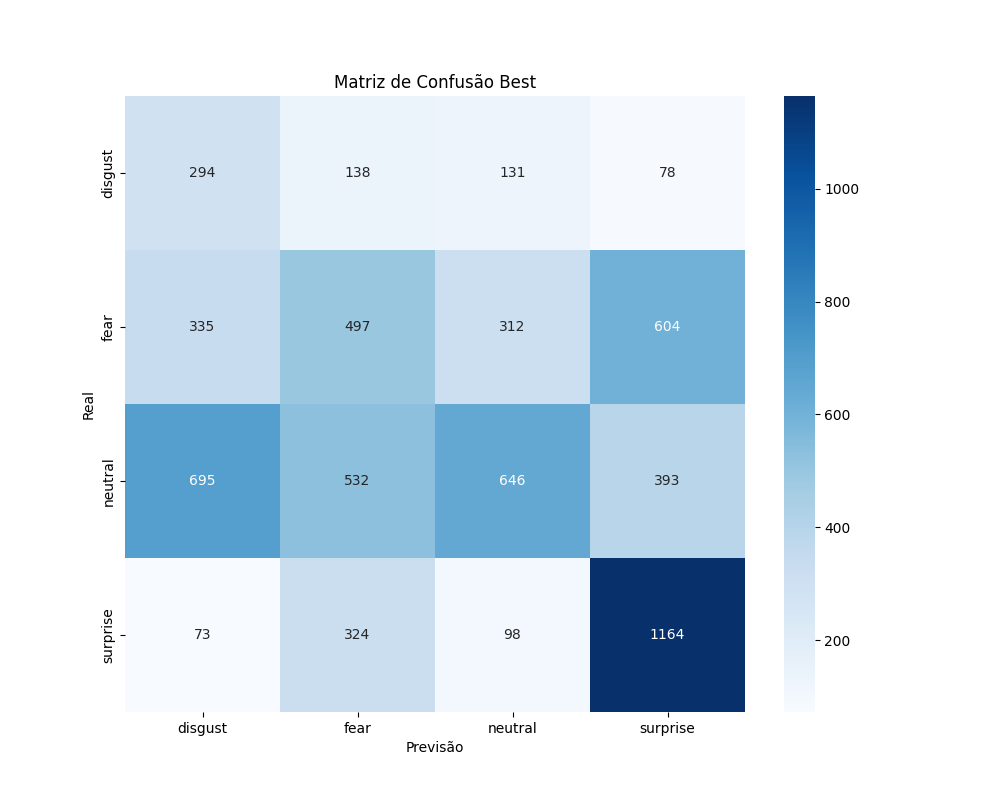 Matriz de Confusão Best
disgust
294 138 131 78
1000
fear
335 497 312 604
800
Real
600
neutral
695 532 646 393
400
surprise
73 324 98 1164
200
disgust fear neutral surprise
Previsão